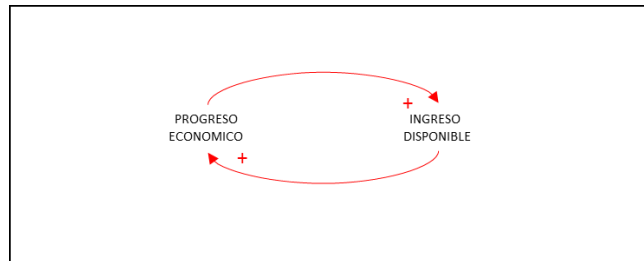 +
PROGRESO
ECONOMICO
INGRESO
DISPONIBLE
+